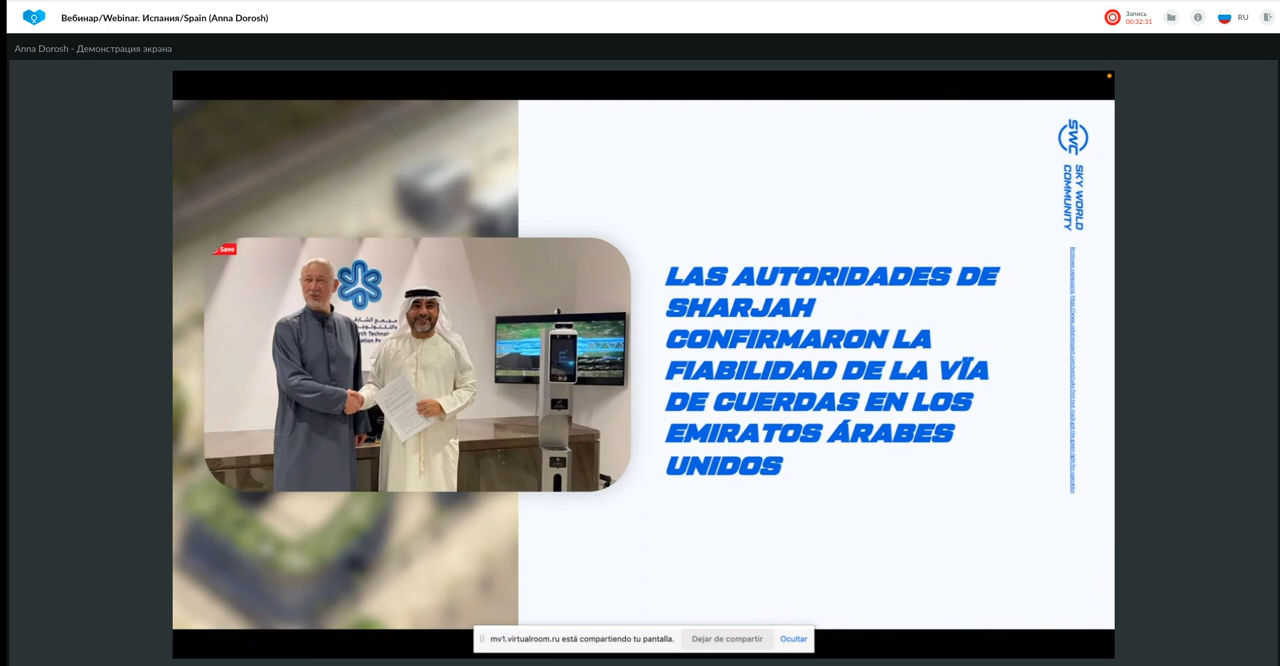 Вебинар/Webinar. Испания/Spain (Anna Dorosh)
Запись
00:32:31
RU
Anna Dorosh - Демонстрация экрана
SWC
SKY WORLD
COMMUNITY
Save
LAS AUTORIDADES DE
SHARJAH
CONFIRMARON LA
FIABILIDAD DE LA VÍA
DE CUERDAS EN LOS
EMIRATOS ÁRABES
UNIDOS
mv1.virtualroom.ru está compartiendo tu pantalla.
Dejar de compartir
Ocultar